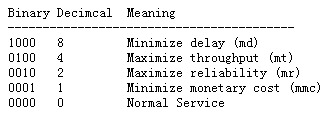 Binary Decimcal Meaning
-----------------------------------------
1000 8 Minimize delay (md)
0100 4 Maximize throughput (mt)
0010 2 Maximize reliability (mr)
0001 1 Minimize monetary cost (mmc)
0000 0 Normal Service